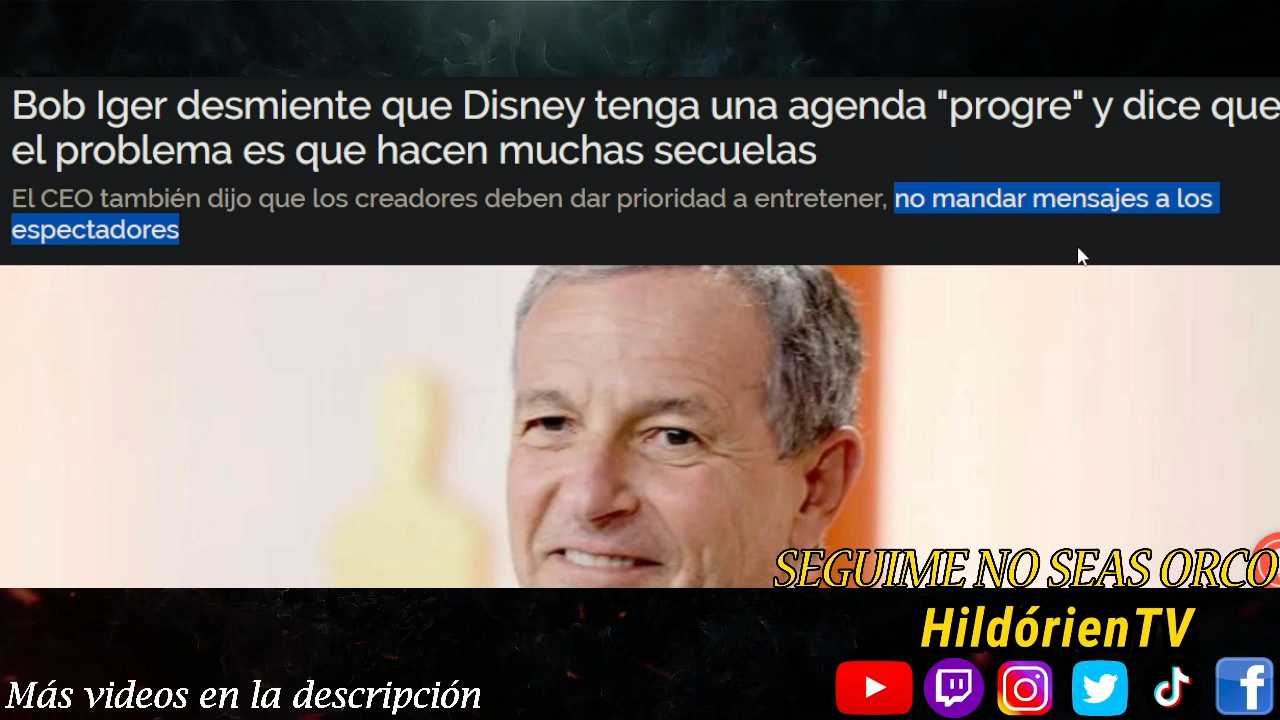 Bob Iger desmiente que Disney tenga una agenda "progre" y dice que
el problema es que hacen muchas secuelas
El CEO también dijo que los creadores deben dar prioridad a entretener, no mandar mensajes a los
espectadores
SEGUIME NO SEAS ORCO
HildórienTV
Más videos en la descripción